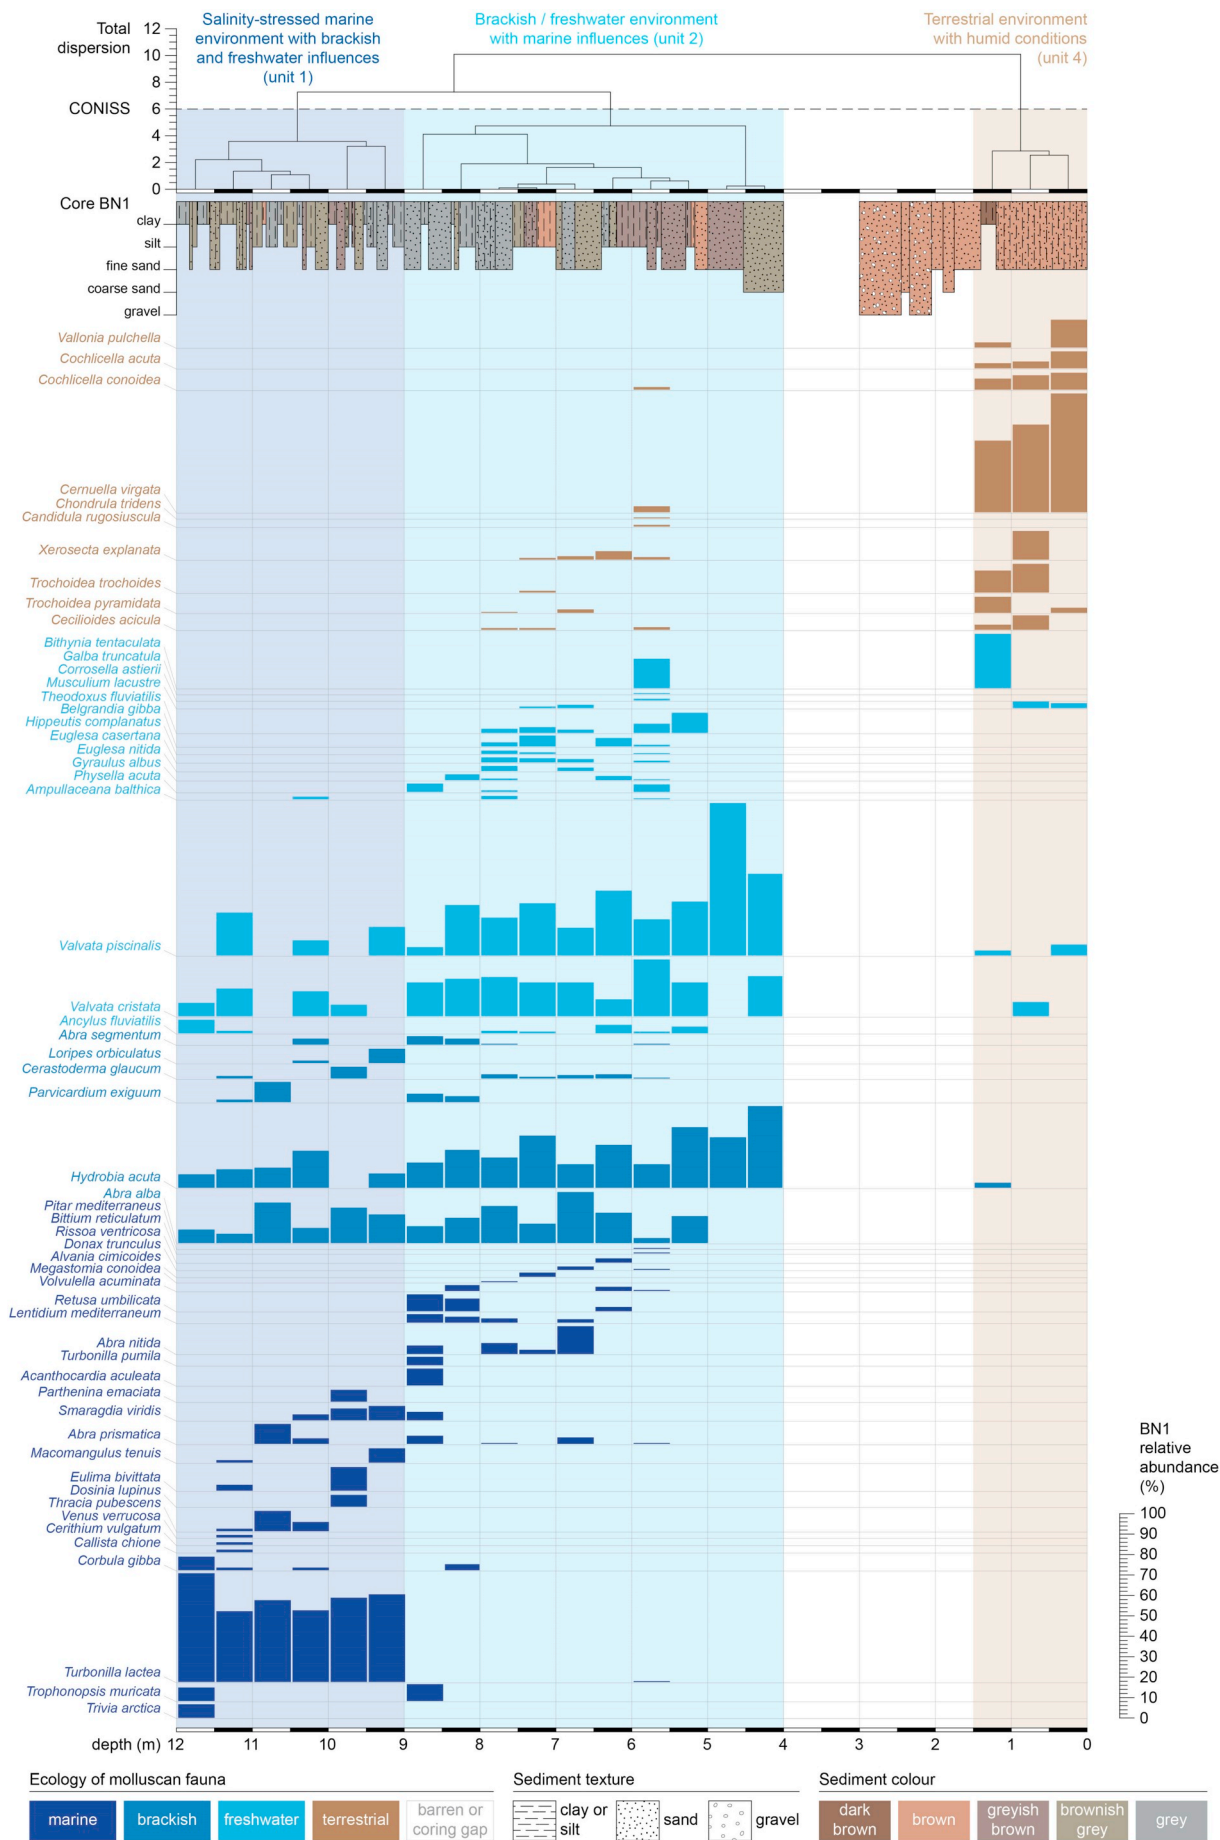 Total
dispersion
12
10
8
CONISS
6
4
2
0
Salinity-stressed marine
environment with brackish
and freshwater influences
(unit 1)
Brackish / freshwater environment
with marine influences (unit 2)
Terrestrial environment
with humid conditions
(unit 4)
Core BN1
clay
silt
fine sand
coarse sand
gravel
Vallonia pulchella
Cochlicella acuta
Cochlicella conoidea
Cernuella virgata
Chondrula tridens
Candidula rugosiuscula
Xerosecta explanata
Trochoidea trochoides
Trochoidea pyramidata
Cecilioides acicula
Bithynia tentaculata
Galba truncatula
Corrosella astierii
Musculium lacustre
Theodoxus fluviatilis
Belgrandia gibba
Hippeutis complanatus
Euglesa casertana
Euglesa nitida
Gyraulus albus
Physella acuta
Ampullaceana balthica
Valvata piscinalis
Valvata cristata
Ancylus fluviatilis
Abra segmentum
Loripes orbiculatus
Cerastoderma glaucum
Parvicardium exiguum
Hydrobia acuta
Abra alba
Pitar mediterraneus
Bittium reticulatum
Rissoa ventricosa
Donax trunculus
Alvania cimicoides
Megastomia conoidea
Volvulella acuminata
Retusa umbilicata
Lentidium mediterraneum
Abra nitida
Turbonilla pumila
Acanthocardia aculeata
Parthenina emaciata
Smaragdia viridis
Abra prismatica
Macomangulus tenuis
Eulima bivittata
Dosinia lupinus
Thracia pubescens
Venus verrucosa
Cerithium vulgatum
Callista chione
Corbula gibba
Turbonilla lactea
Trophonopsis muricata
Trivia arctica
BN1
relative
abundance
(%)
100
90
80
70
60
50
40
30
20
10
0
depth (m) 12 11 10 9 8 7 6 5 4 3 2 1 0
Ecology of molluscan fauna
marine
brackish
freshwater
terrestrial
barren or
coring gap
Sediment texture
clay or
silt
sand
gravel
Sediment colour
dark
brown
brown
greyish
brown
brownish
grey
grey